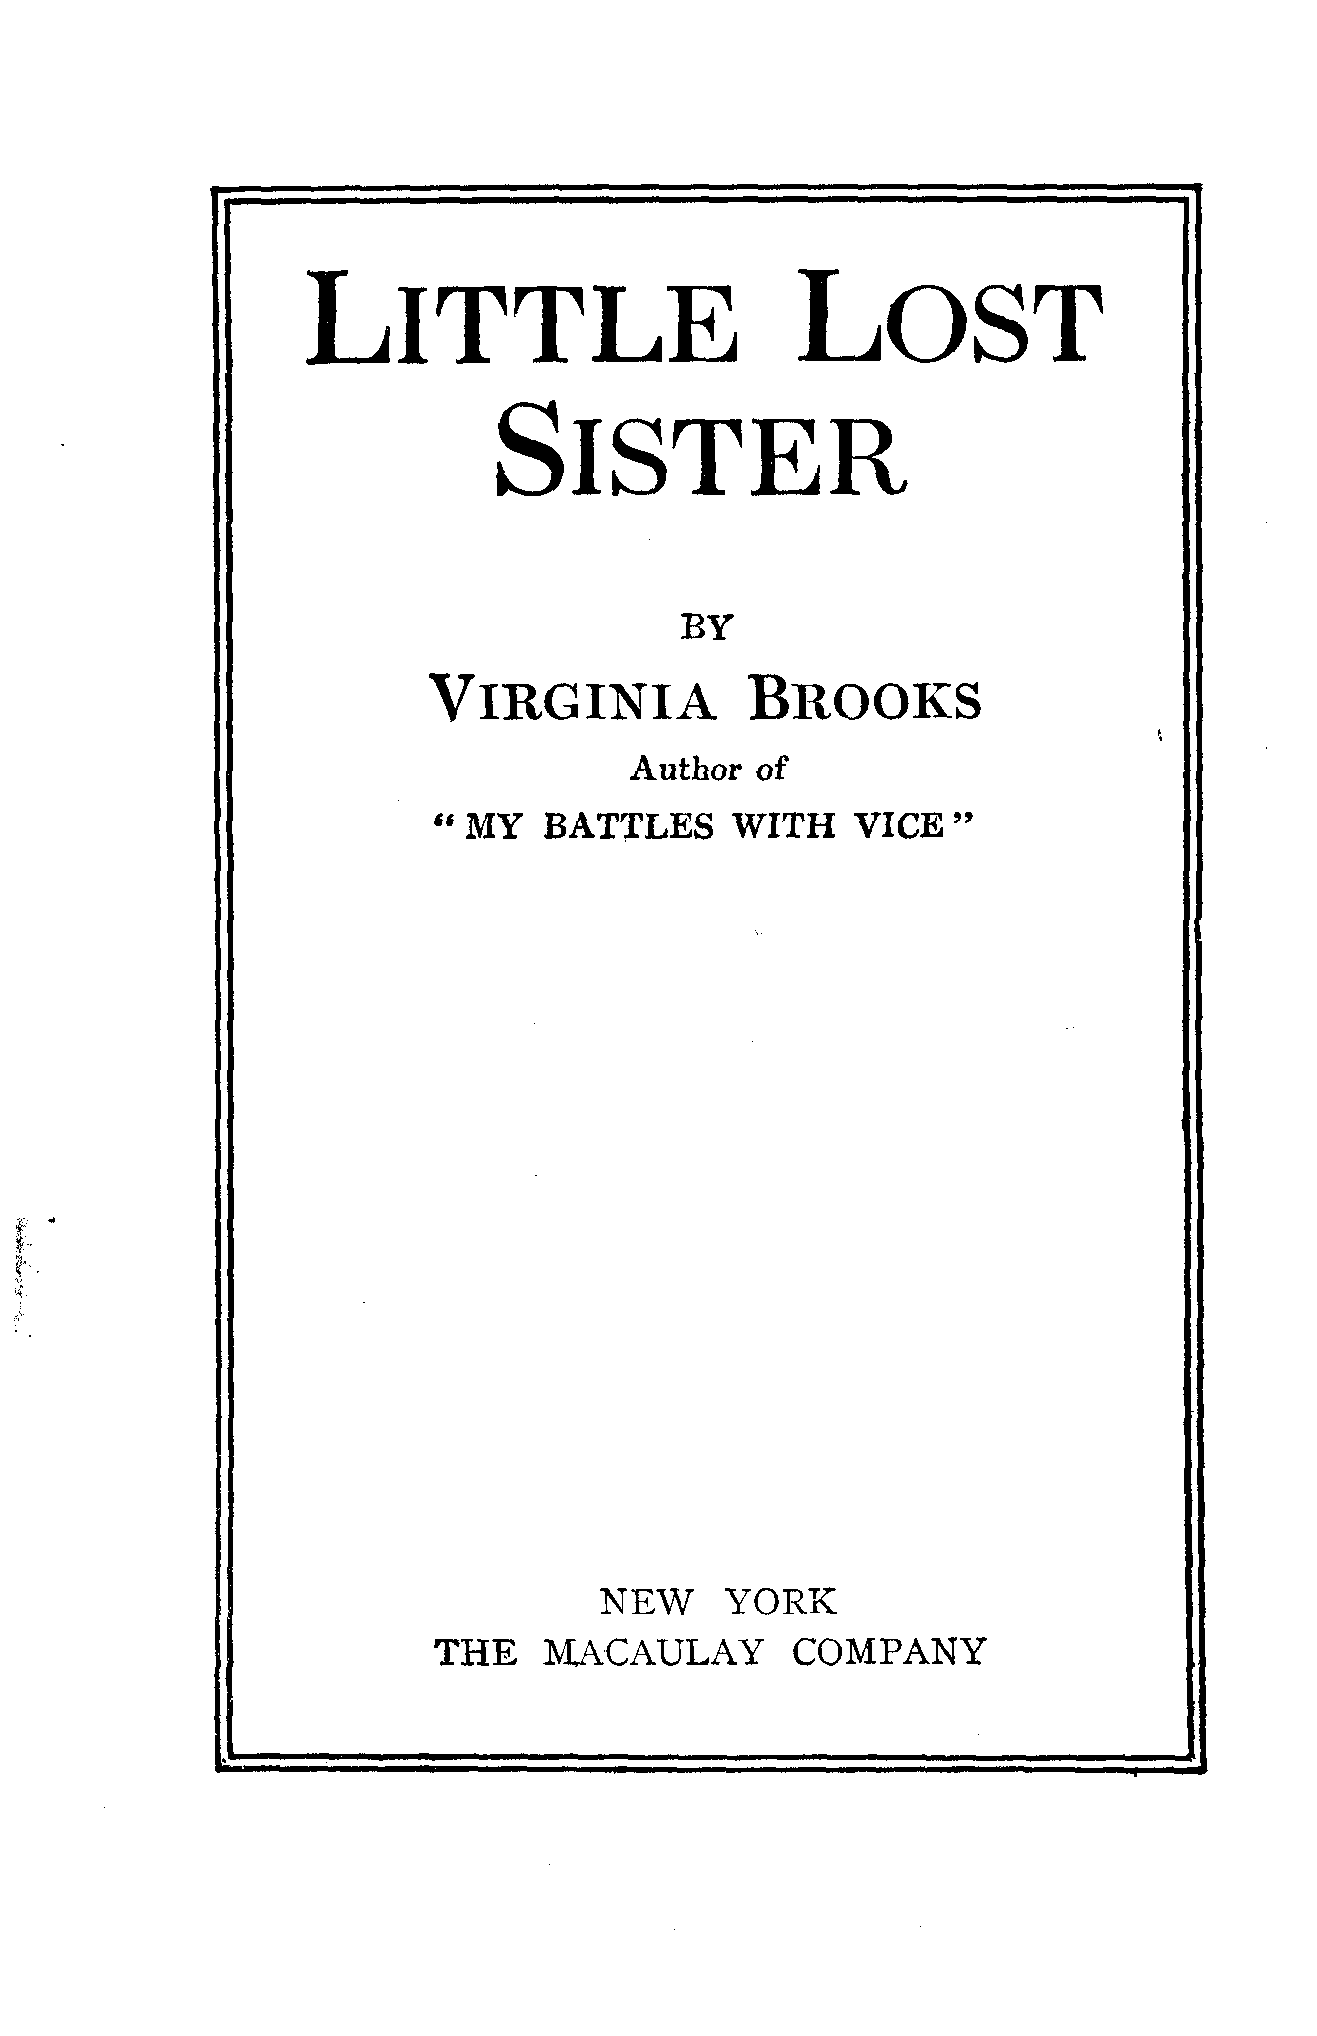 LITTLE LOST
SISTER
BY
VIRGINIA BROOKS
Author of
“MY BATTLES WITH VICE”
NEW YORK
THE MACAULAY COMPANY